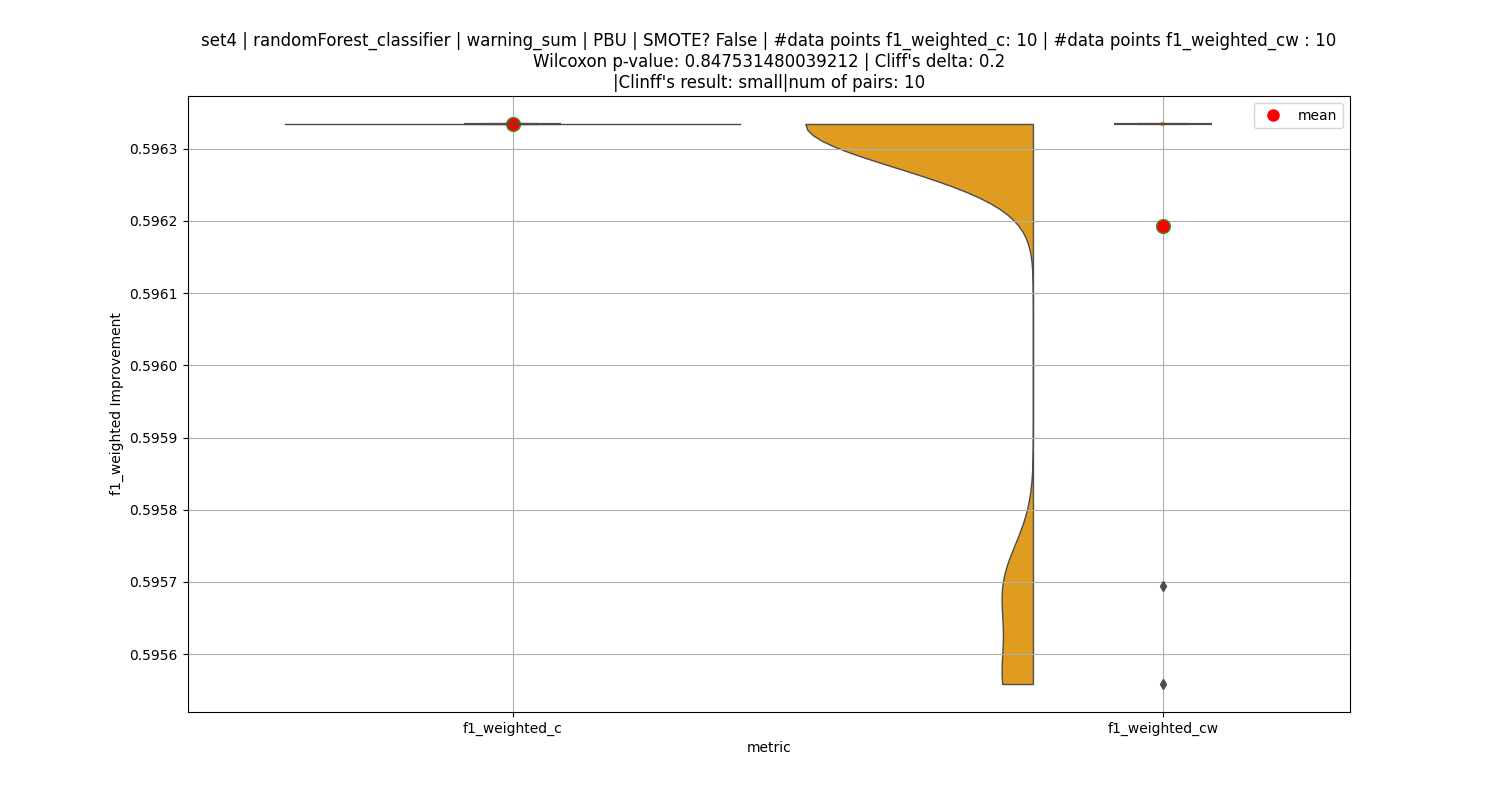 set4 | randomForest_classifier | warning_sum | PBU | SMOTE? False | #data points f1_weighted_c: 10 | #data points f1_weighted_cw : 10
Wilcoxon p-value: 0.847531480039212 | Cliff's delta: 0.2
|Clinff's result: small|num of pairs: 10
mean
0.5963
0.5962
0.5961
0.5960
0.5959
0.5958
0.5957
0.5956
f1_weighted Improvement
f1_weighted_c
f1_weighted_cw
metric